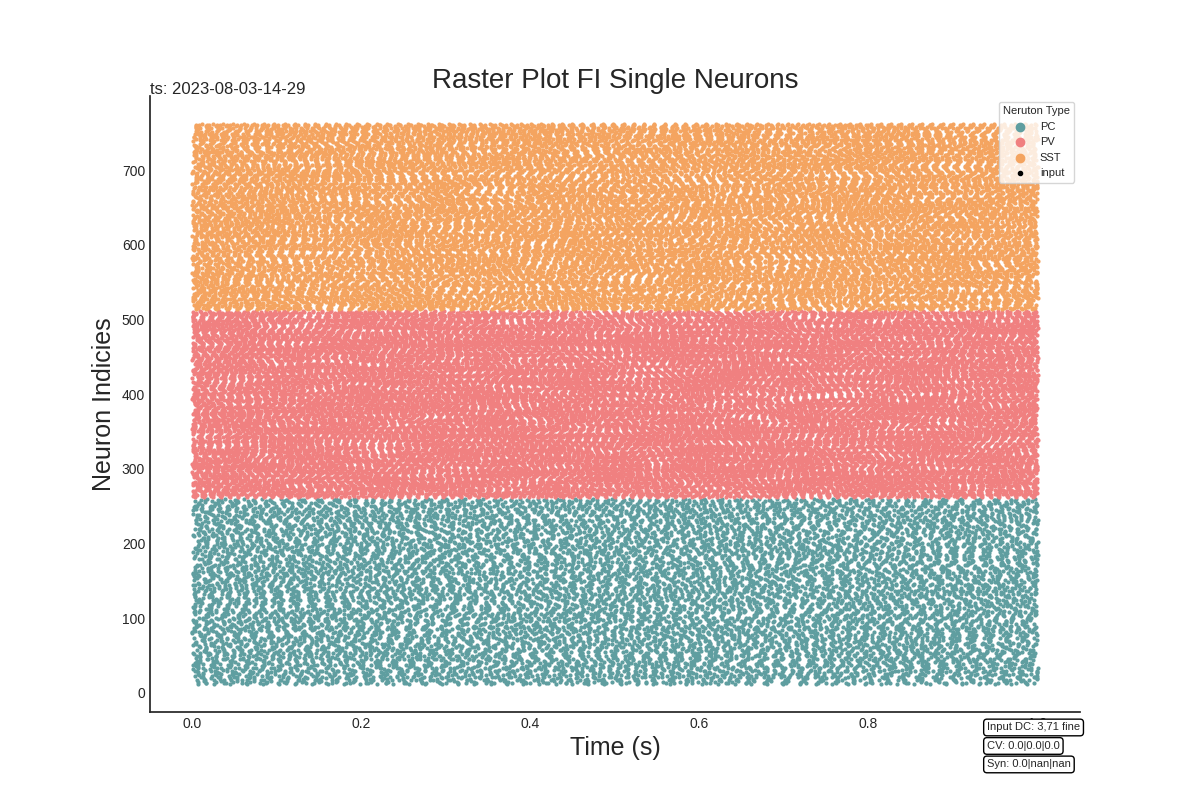 Raster Plot FI Single Neurons
ts: 2023-08-03-14-29
Neruton Type
PC
PV
SST
input
Neuron Indicies
700
600
500
400
300
200
100
0
0.0
0.2
0.4
0.6
0.8
Time (s)
Input DC: 3,71 fine
CV: 0.0|0.0|0.0
Syn: 0.0|nan|nan